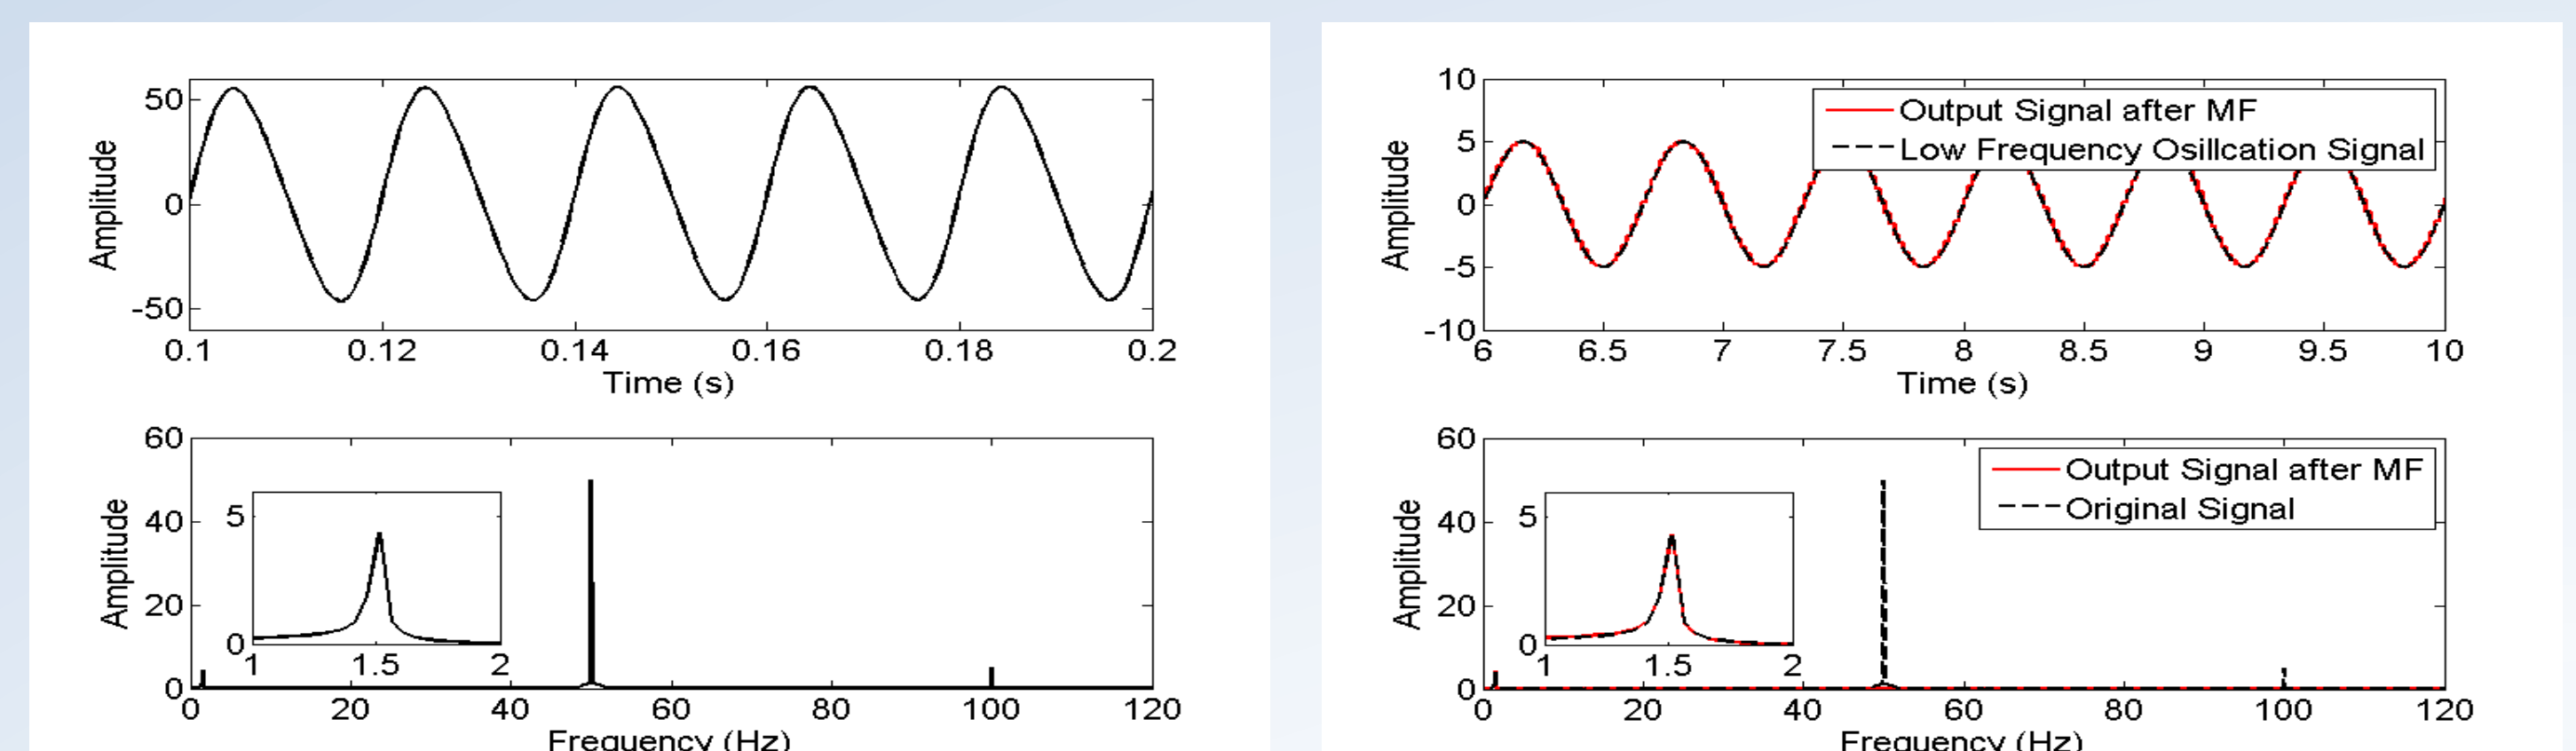 50
0
-50
Amplitude
0.1 0.12 0.14 0.16 0.18 0.2
Time (s)
60
40
20
0
Amplitude
5
0
1 1.5 2
0 20 40 60 80 100 120
Frequency (Hz)
10
5
0
-5
-10
Amplitude
Output Signal after MF
Low Frequency Osillcation Signal
6 6.5 7 7.5 8 8.5 9 9.5 10
Time (s)
60
40
20
0
Amplitude
Output Signal after MF
Original Signal
5
0
1 1.5 2
0 20 40 60 80 100 120
Frequency (Hz)